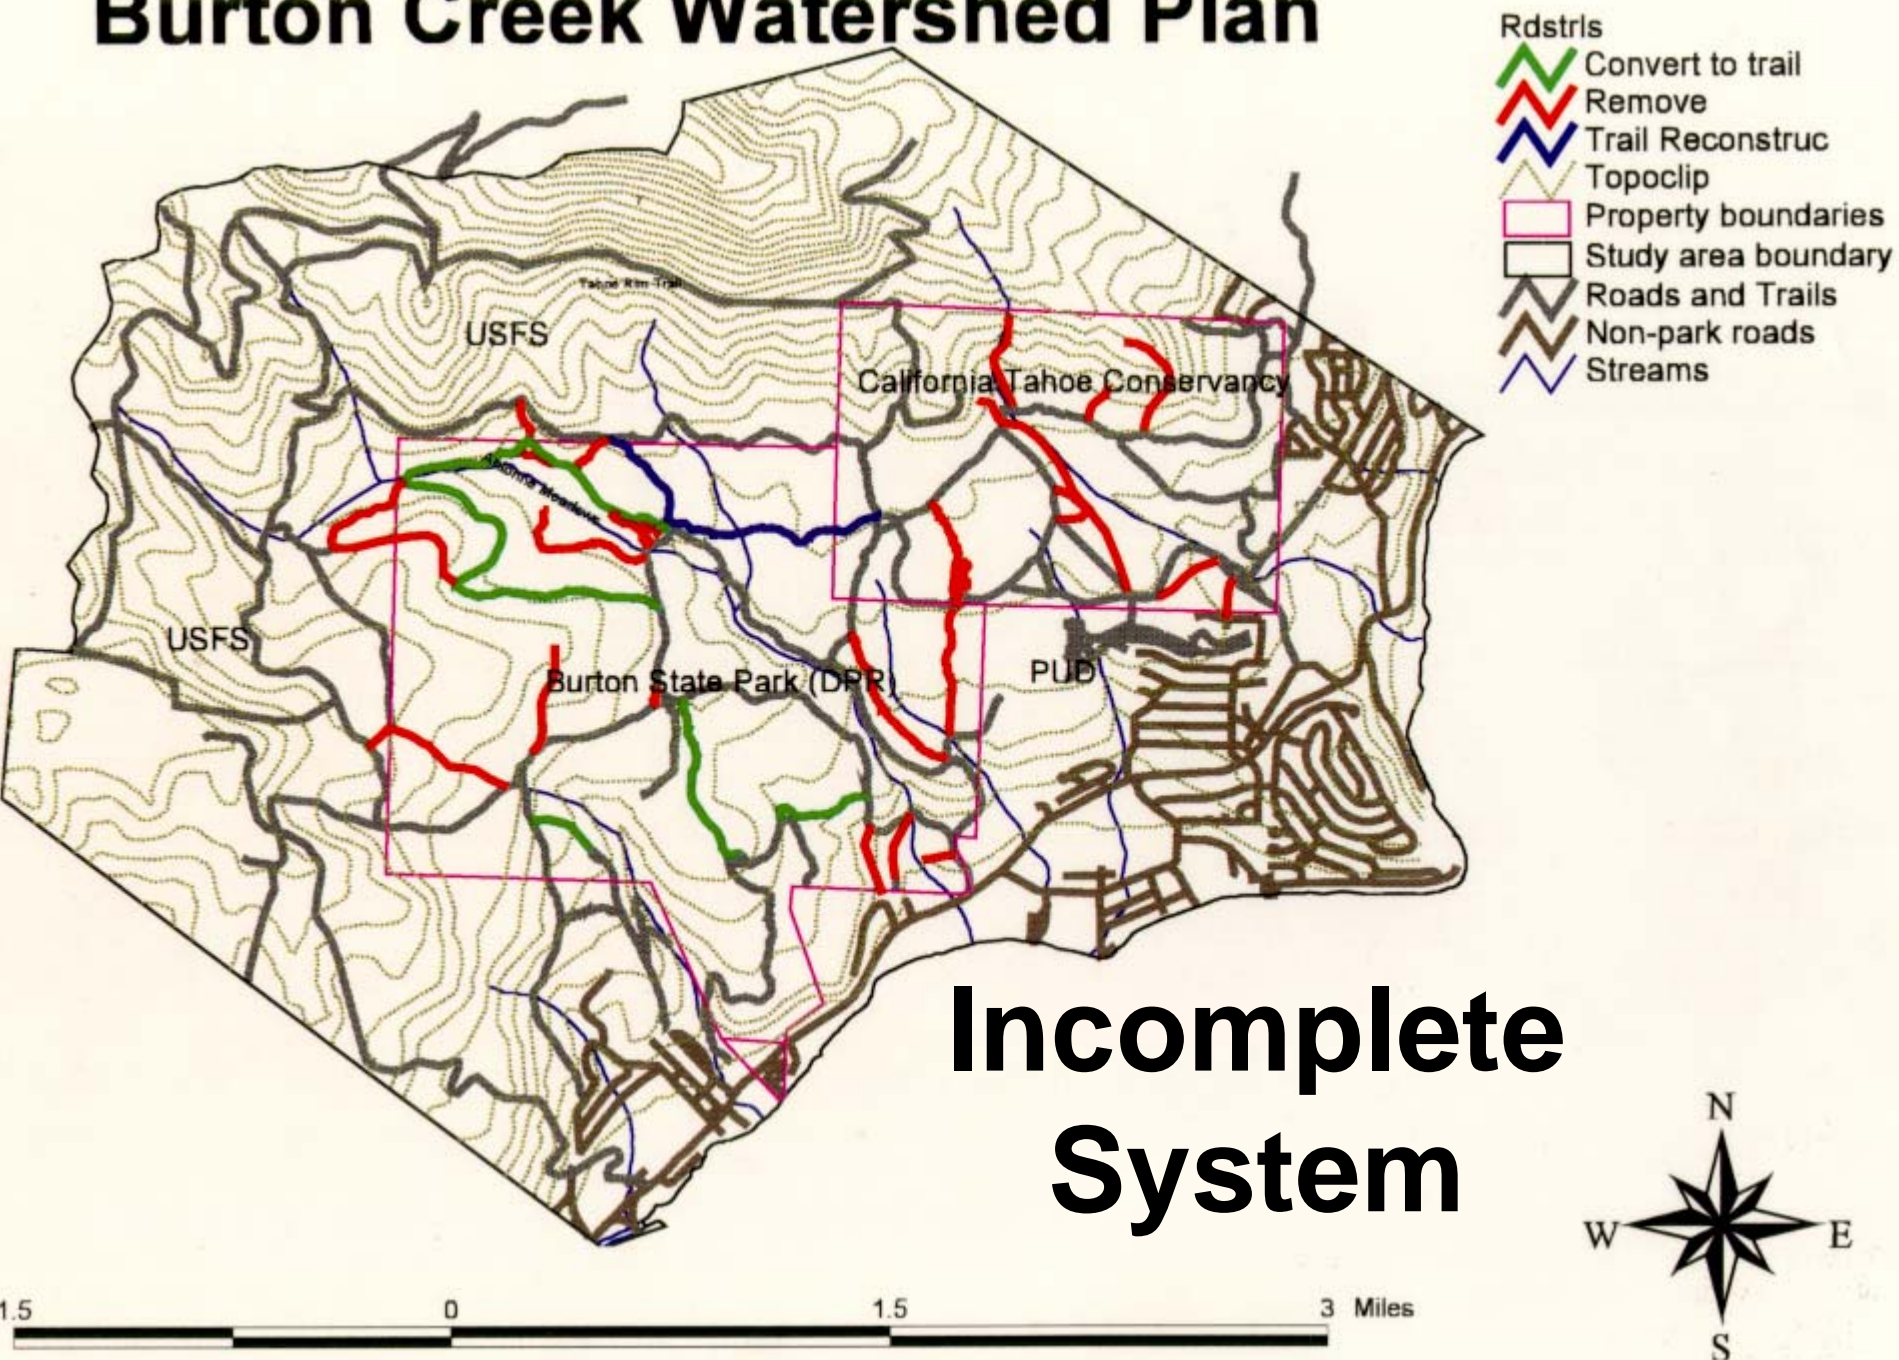 Burton Creek Watershed Plan
Rdstrls
Convert to trail
Remove
Trail Reconstruc
Topoclip
Property boundaries
Study area boundary
Roads and Trails
Non-park roads
Streams
Tahoe Rim Trail
USFS
California Tahoe Conservancy
Antone Meadows
USFS
Burton State Park (DPR)
PUD
Incomplete
System
N
W
E
S
1.5
0
1.5
3 Miles